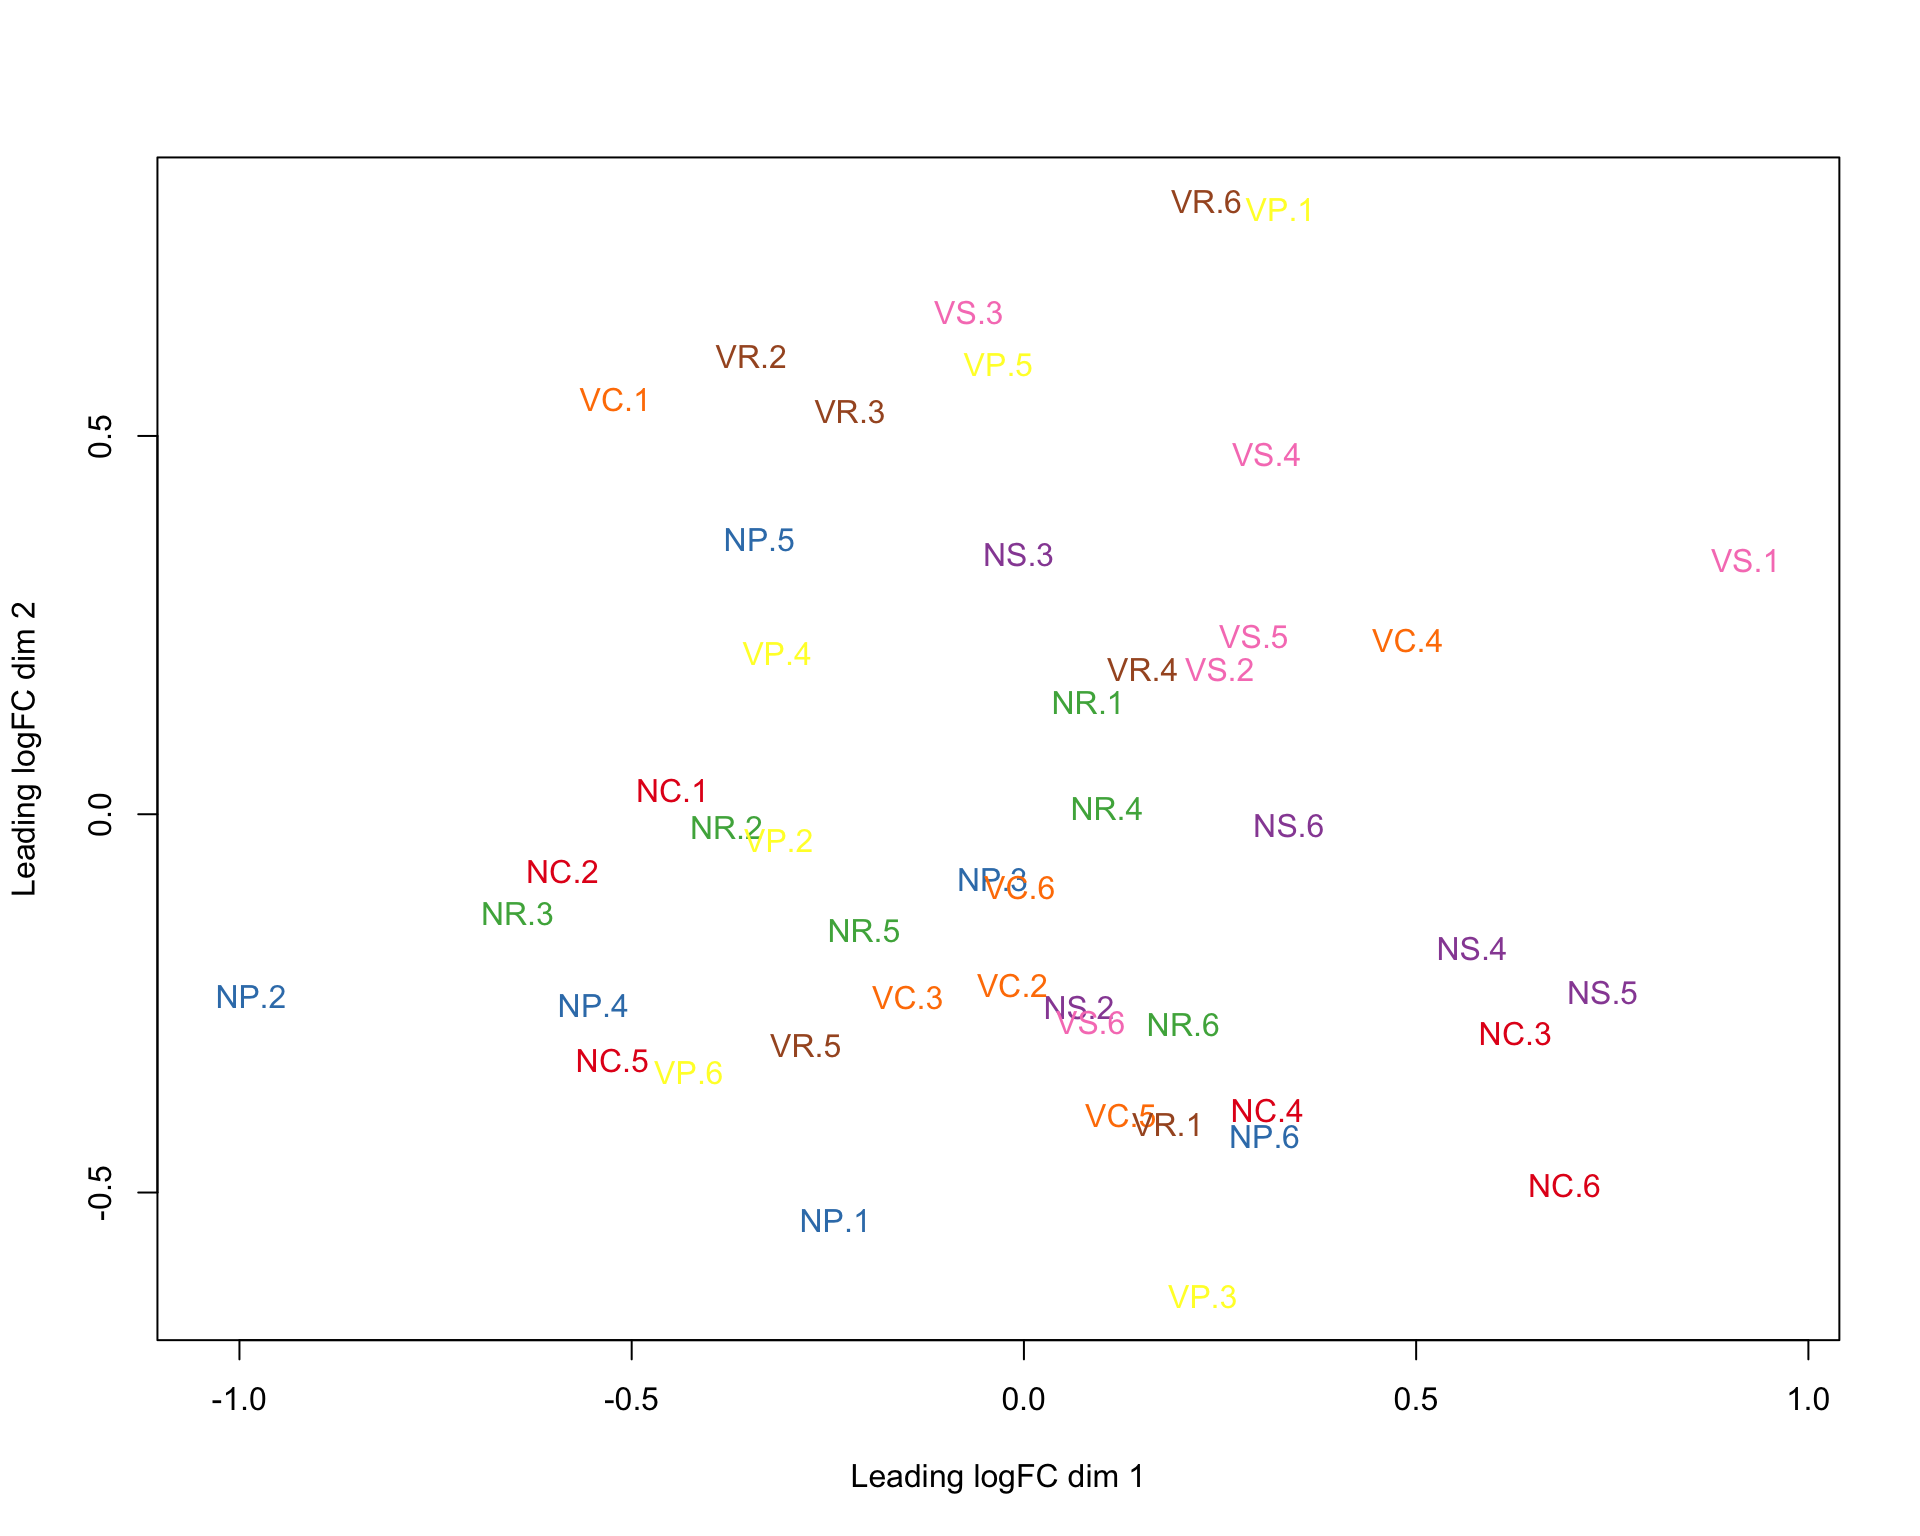 VR.6 VP.1
VS.3
VR.2 VP.5
VC.1
VR.3
0.5
VS.4
NP.5
NS.3
VS.1
VS.5 VC.4
VP.4
VR.4 VS.2
NR.1
Leading logFC dim 2
NC.1
NR.4
0.0
NR.2 VP.2
NS.6
NC.2
NP.3 VC.6
NR.3
NR.5
NS.4
NP.2
NP.4
VC.3
VC.2
NS.2
VS.6
NR.6
NS.5
NC.3
VR.5
NC.5
VP.6
VC.5 VR.1
NC.4
NP.6
NC.6
-0.5
NP.1
VP.3
-1.0 -0.5 0.0 0.5 1.0
Leading logFC dim 1